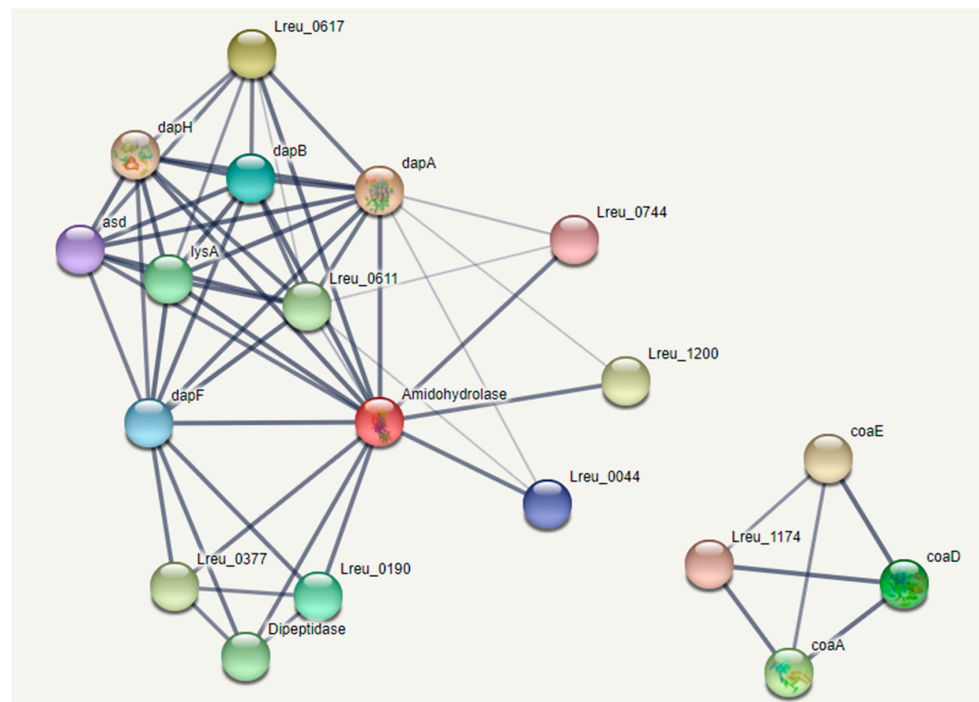 Lreu_0617
dapH
dapB
dapA
Lreu_0744
asd
lysA
Lreu_0611
Lreu_1200
dapF
Amidohydrolase
coaE
Lreu_0044
Lreu_1174
coaD
Lreu_0377
Lreu_0190
Dipeptidase
coaA